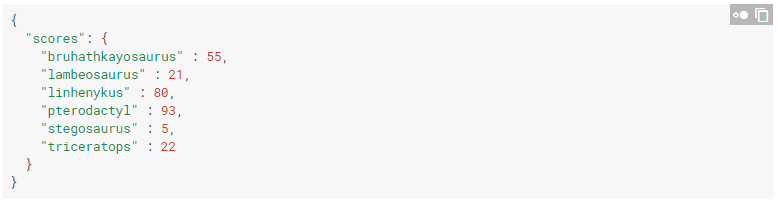 {
"scores": {
"bruhathkayosaurus" : 55,
"lambeosaurus" : 21,
"linhenykus" : 80,
"pterodactyl" : 93,
"stegosaurus" : 5,
"triceratops" : 22
}
}